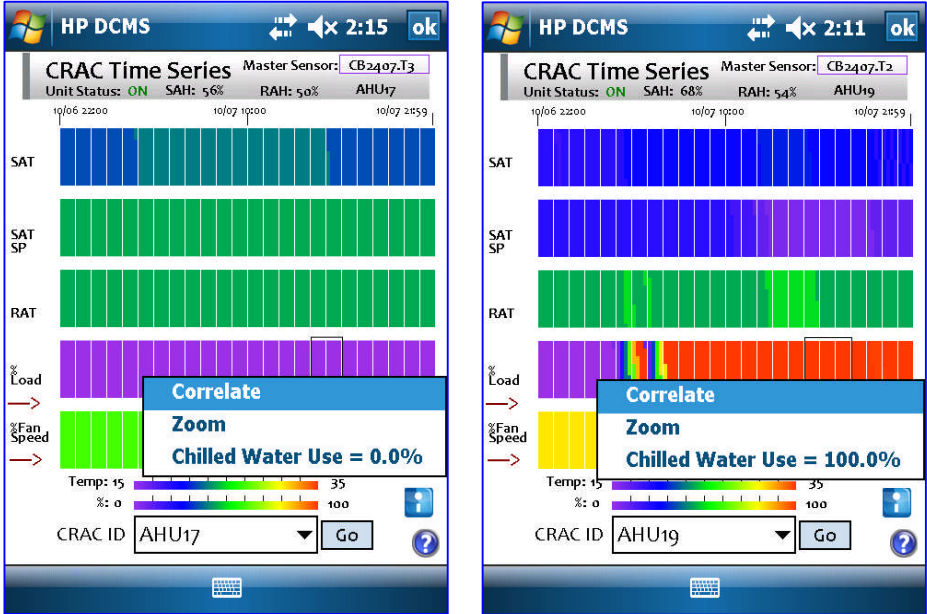 HP DCMS 2:15 ok
CRAC Time Series Master Sensor: CB2407.T3
Unit Status: ON SAH: 56% RAH: 50% AHU17
10/06 22:00 10/07 10:00 10/07 21:59
SAT
SAT
SP
RAT
%
Load
%Fan
Speed
Correlate
Zoom
Chilled Water Use = 0.0%
Temp: 15 35
%: 0 100
CRAC ID AHU17 Go
HP DCMS 2:11 ok
CRAC Time Series Master Sensor: CB2407.T2
Unit Status: ON SAH: 68% RAH: 54% AHU19
10/06 22:00 10/07 10:00 10/07 21:59
SAT
SAT
SP
RAT
%
Load
%Fan
Speed
Correlate
Zoom
Chilled Water Use = 100.0%
Temp: 15 35
%: 0 100
CRAC ID AHU19 Go